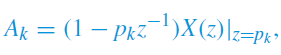 A_k = (1 − p_k z^{−1})X(z)|_{z=p_k},